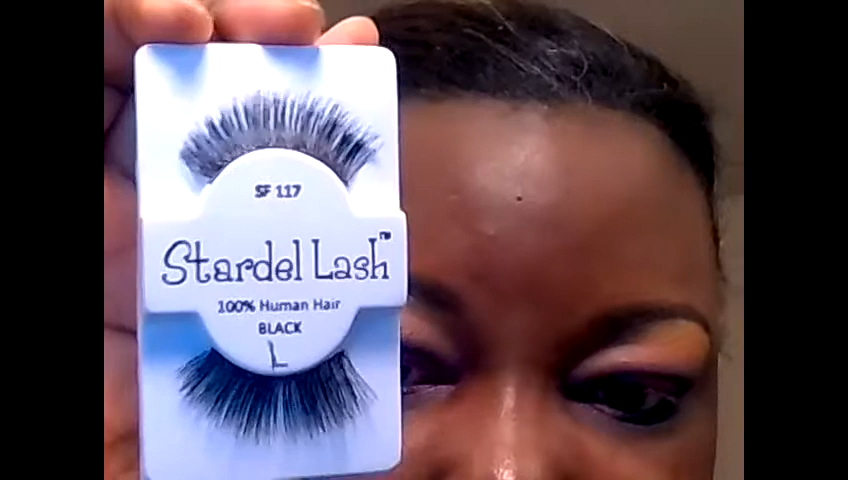 SF 117
Stardel Lash™
100% Human Hair
BLACK
L